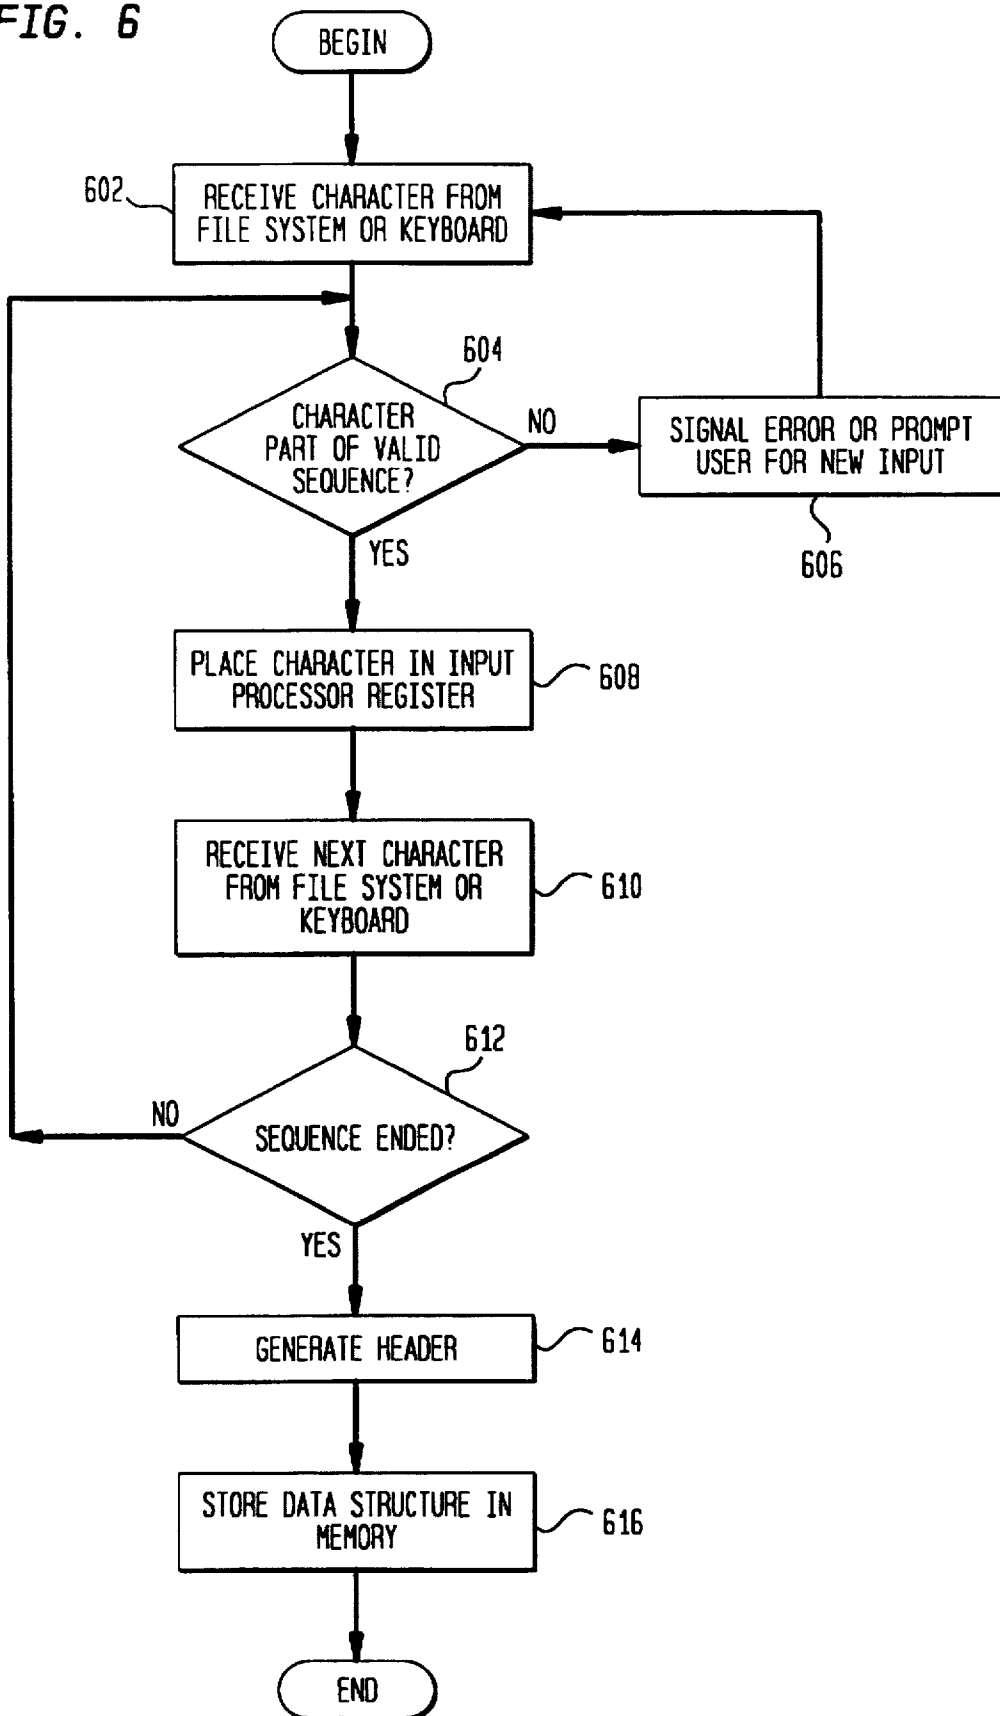 FIG. 6
BEGIN
602
RECEIVE CHARACTER FROM
FILE SYSTEM OR KEYBOARD
604
CHARACTER
PART OF VALID
SEQUENCE?
NO
SIGNAL ERROR OR PROMPT
USER FOR NEW INPUT
606
YES
PLACE CHARACTER IN INPUT
PROCESSOR REGISTER
608
RECEIVE NEXT CHARACTER
FROM FILE SYSTEM OR
KEYBOARD
610
612
NO
SEQUENCE ENDED?
YES
GENERATE HEADER
614
STORE DATA STRUCTURE IN
MEMORY
616
END